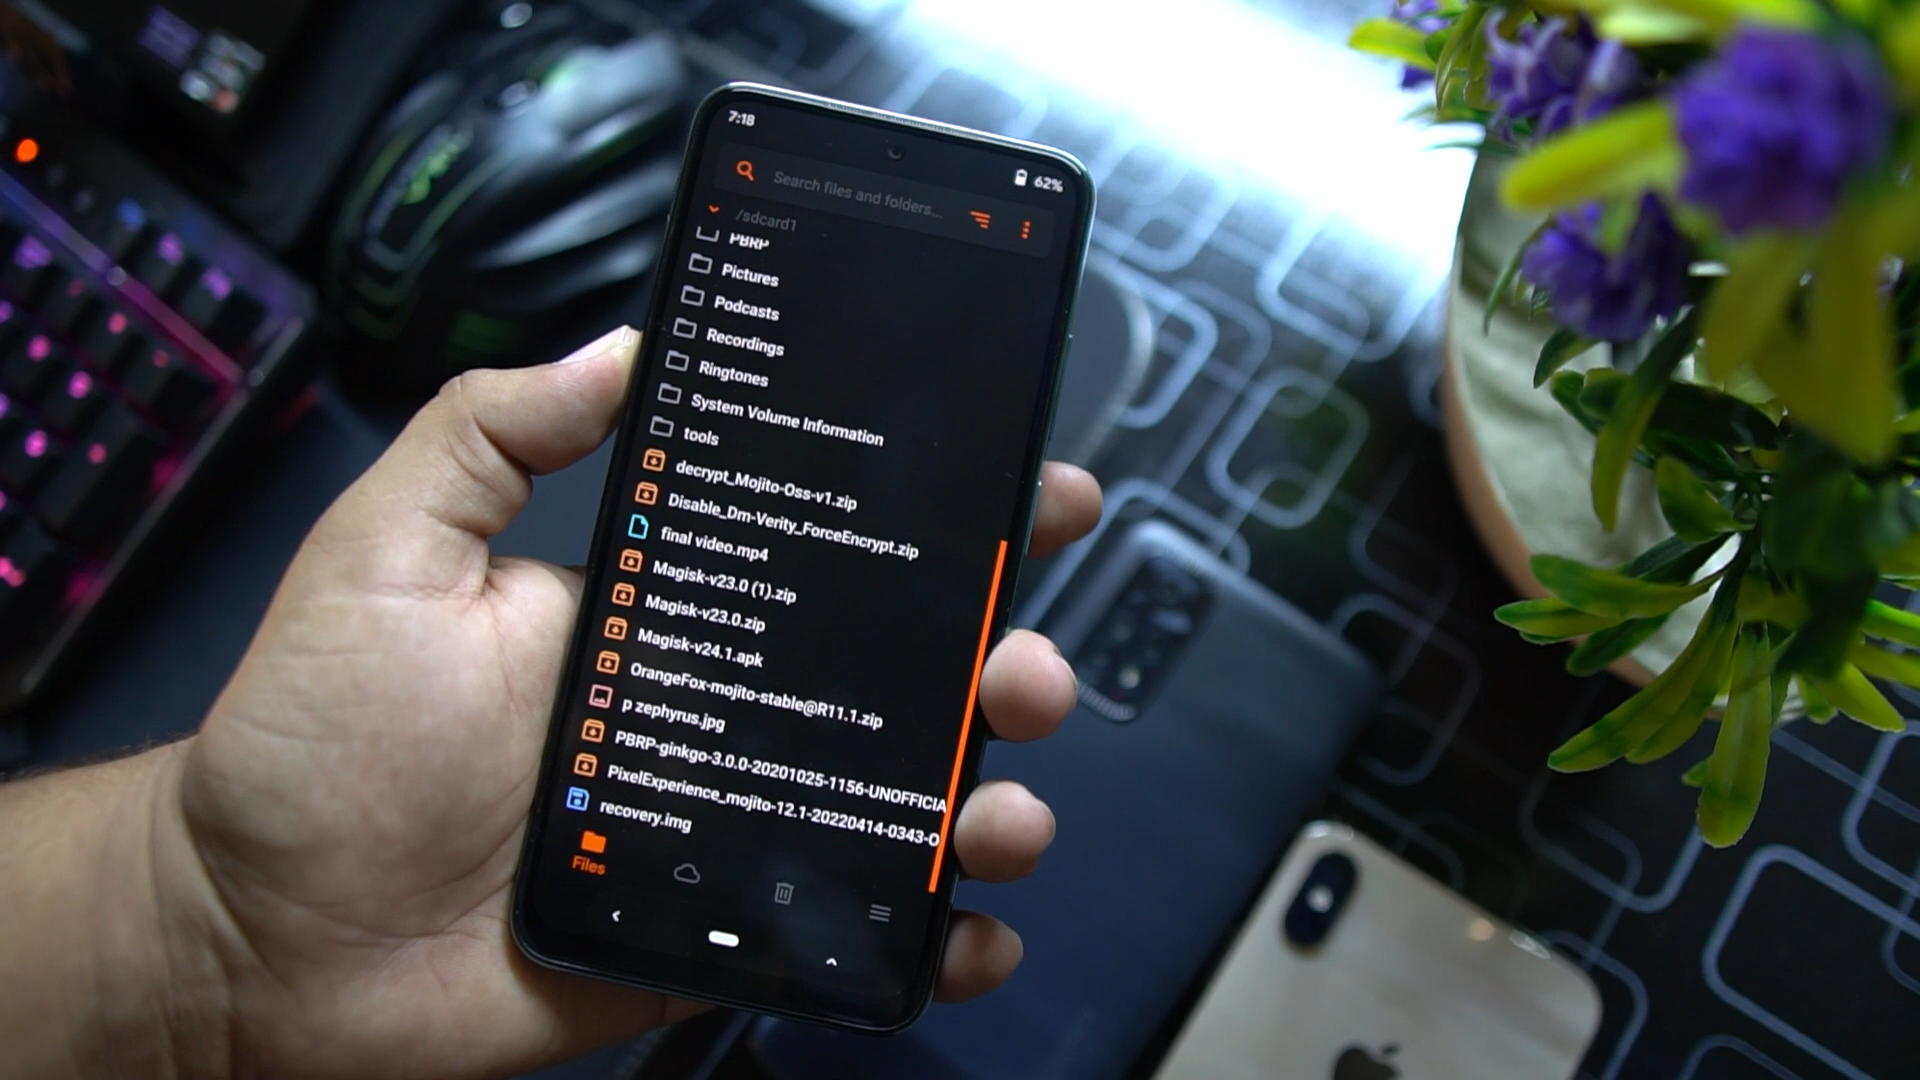 7:18
62%
Search files and folders...
/sdcard1
PBRP
Pictures
Podcasts
Recordings
Ringtones
System Volume Information
tools
decrypt_Mojito-Oss-v1.zip
Disable_Dm-Verity_ForceEncrypt.zip
final video.mp4
Magisk-v23.0 (1).zip
Magisk-v23.0.zip
Magisk-v24.1.apk
OrangeFox-mojito-stable@R11.1.zip
p zephyrus.jpg
PBRP-ginkgo-3.0.0-20201025-1156-UNOFFICIA
PixelExperience_mojito-12.1-20220414-0343-O
recovery.img
Files